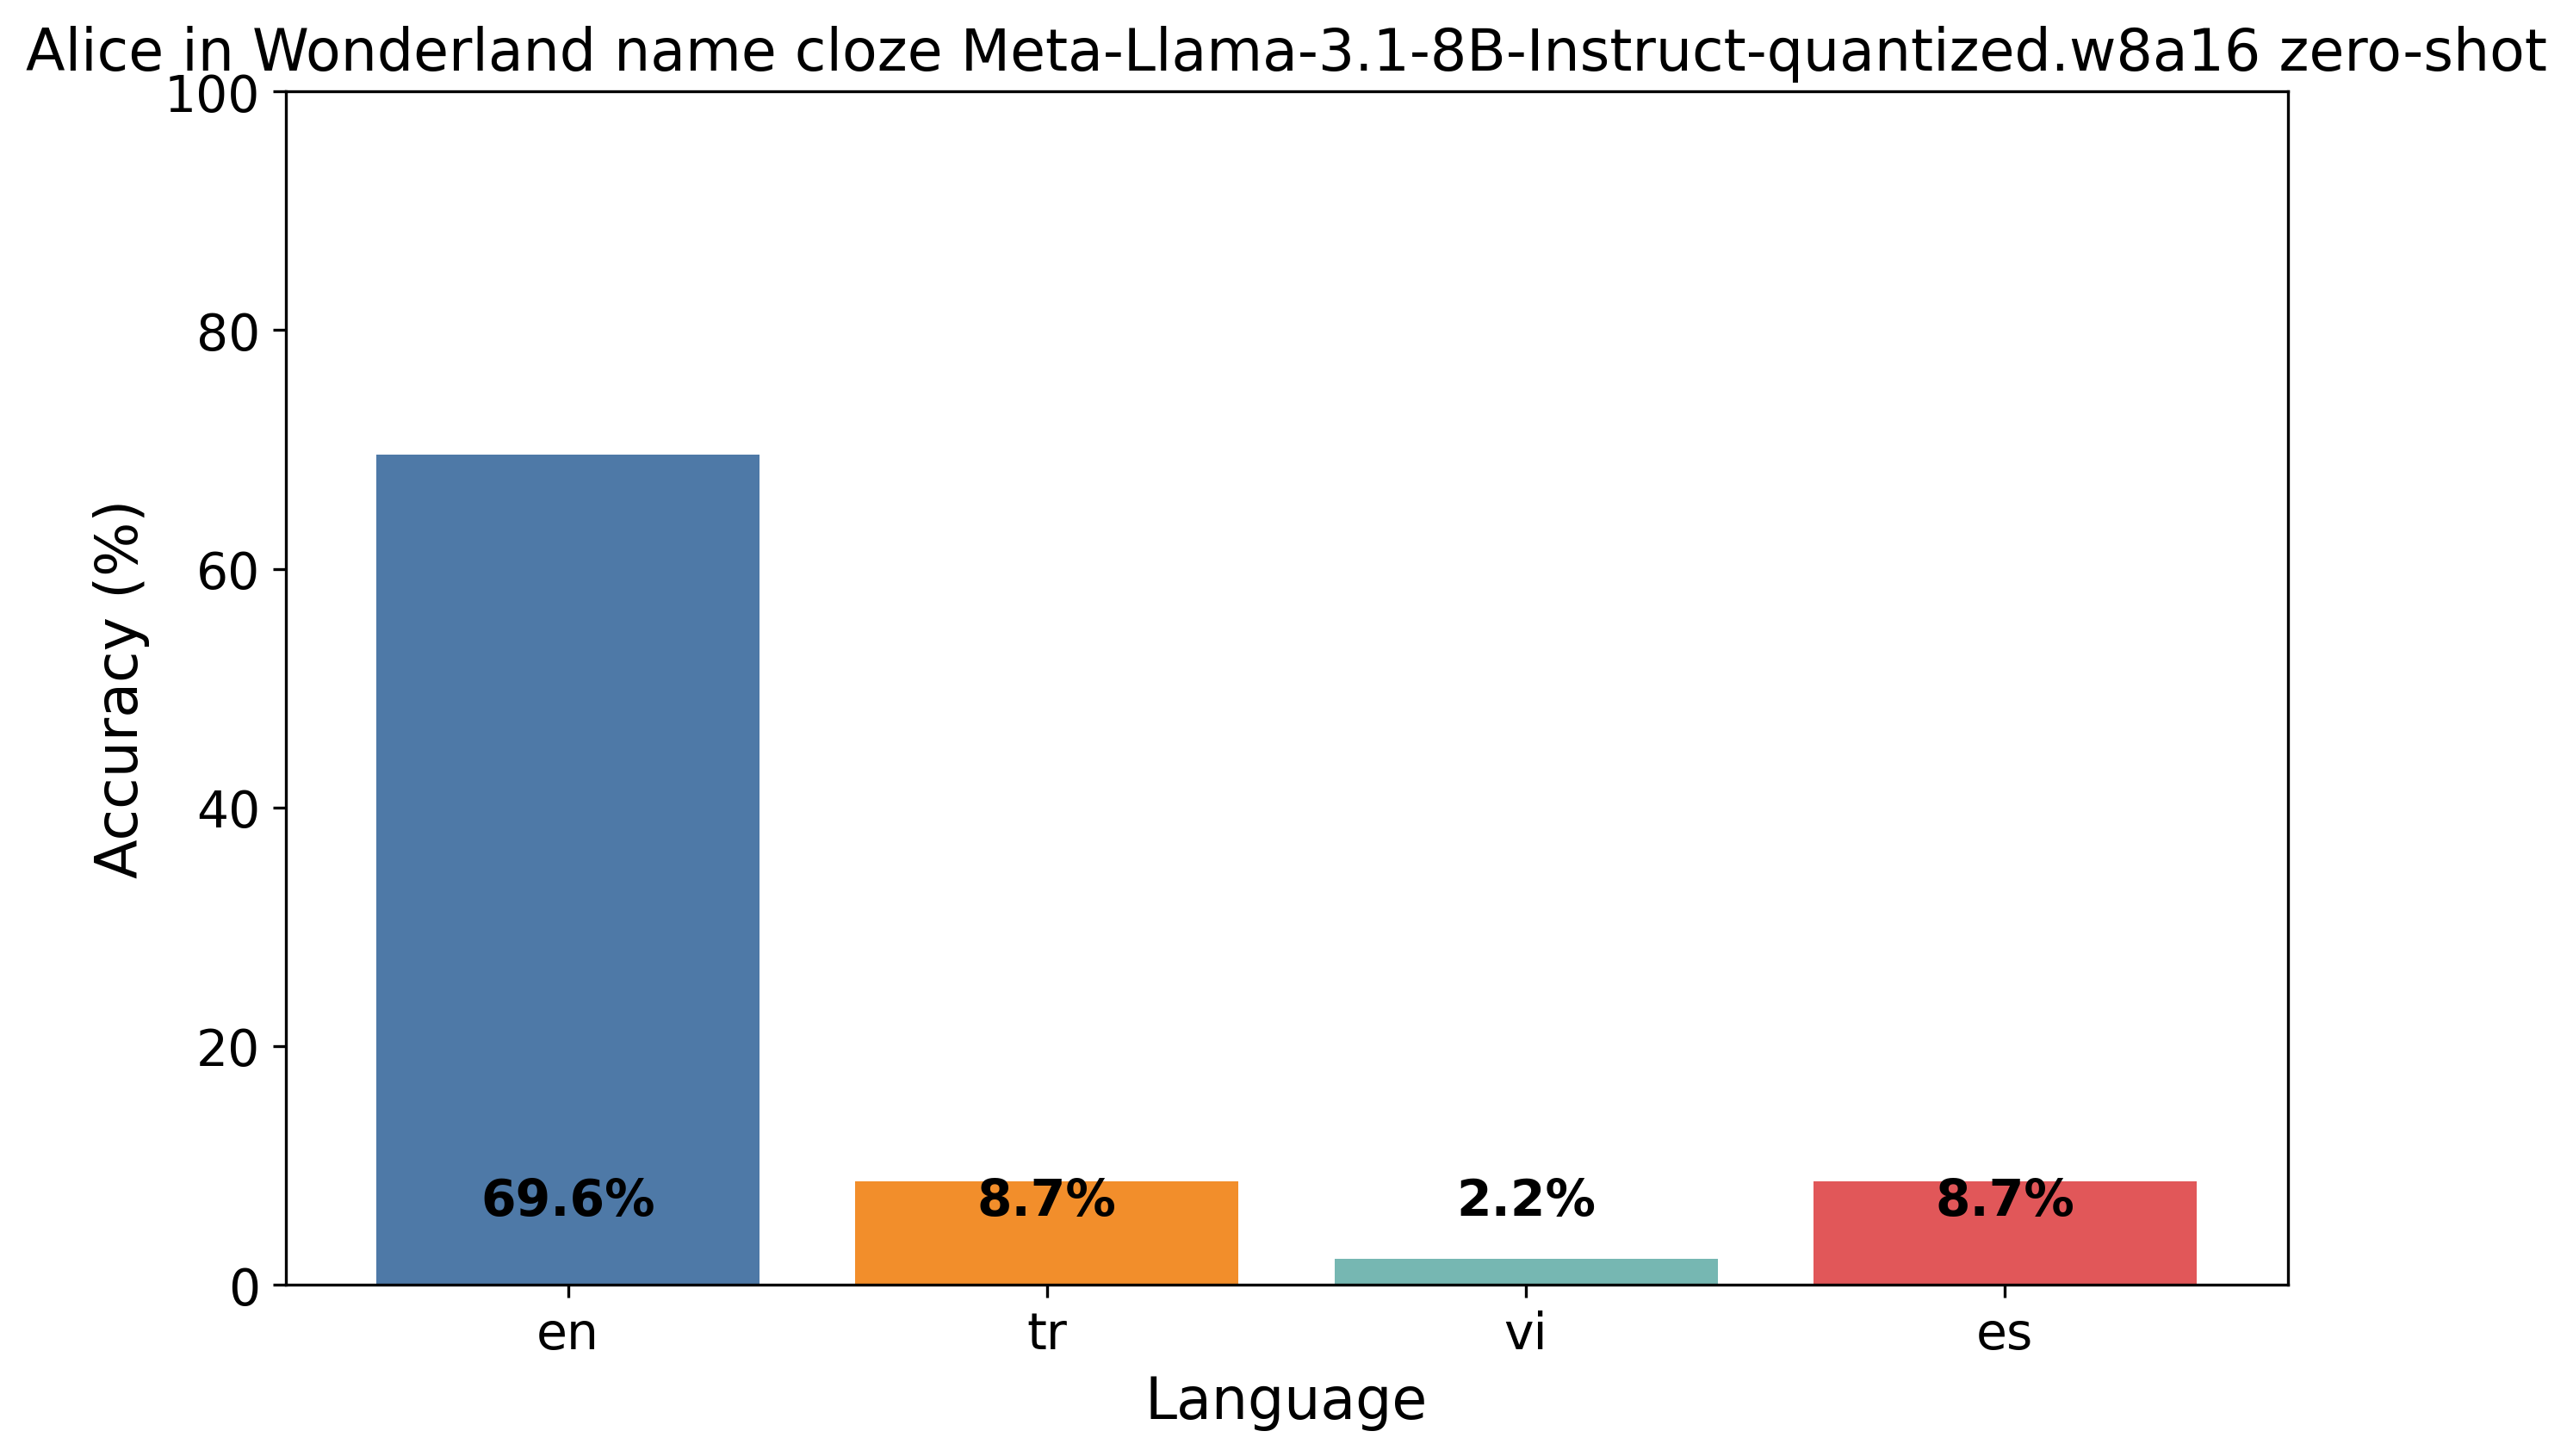 Alice in Wonderland name cloze Meta-Llama-3.1-8B-Instruct-quantized.w8a16 zero-shot
100
80
60
40
20
0
Accuracy (%)
69.6%
8.7%
2.2%
8.7%
en
tr
vi
es
Language